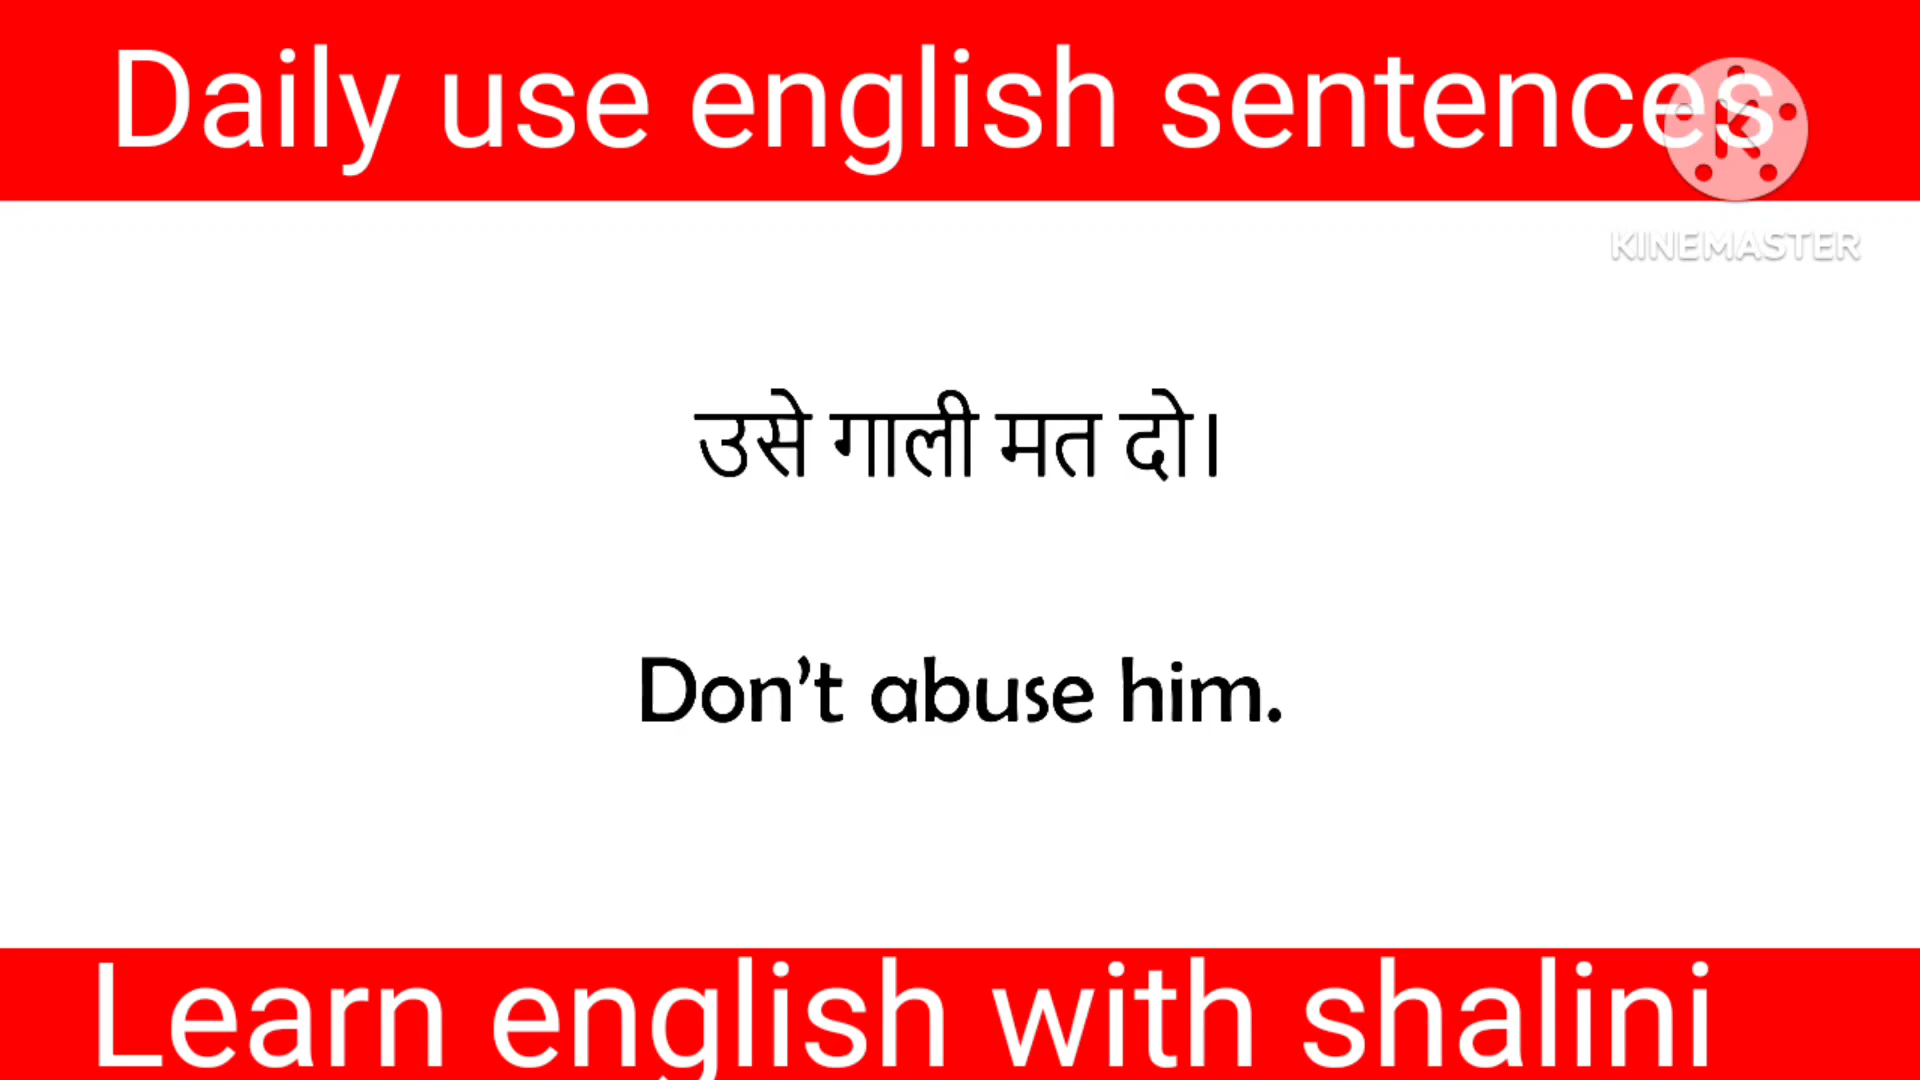 Daily use english sentences
KINEMASTER
उसे गाली मत दो।
Don’t abuse him.
Learn english with shalini